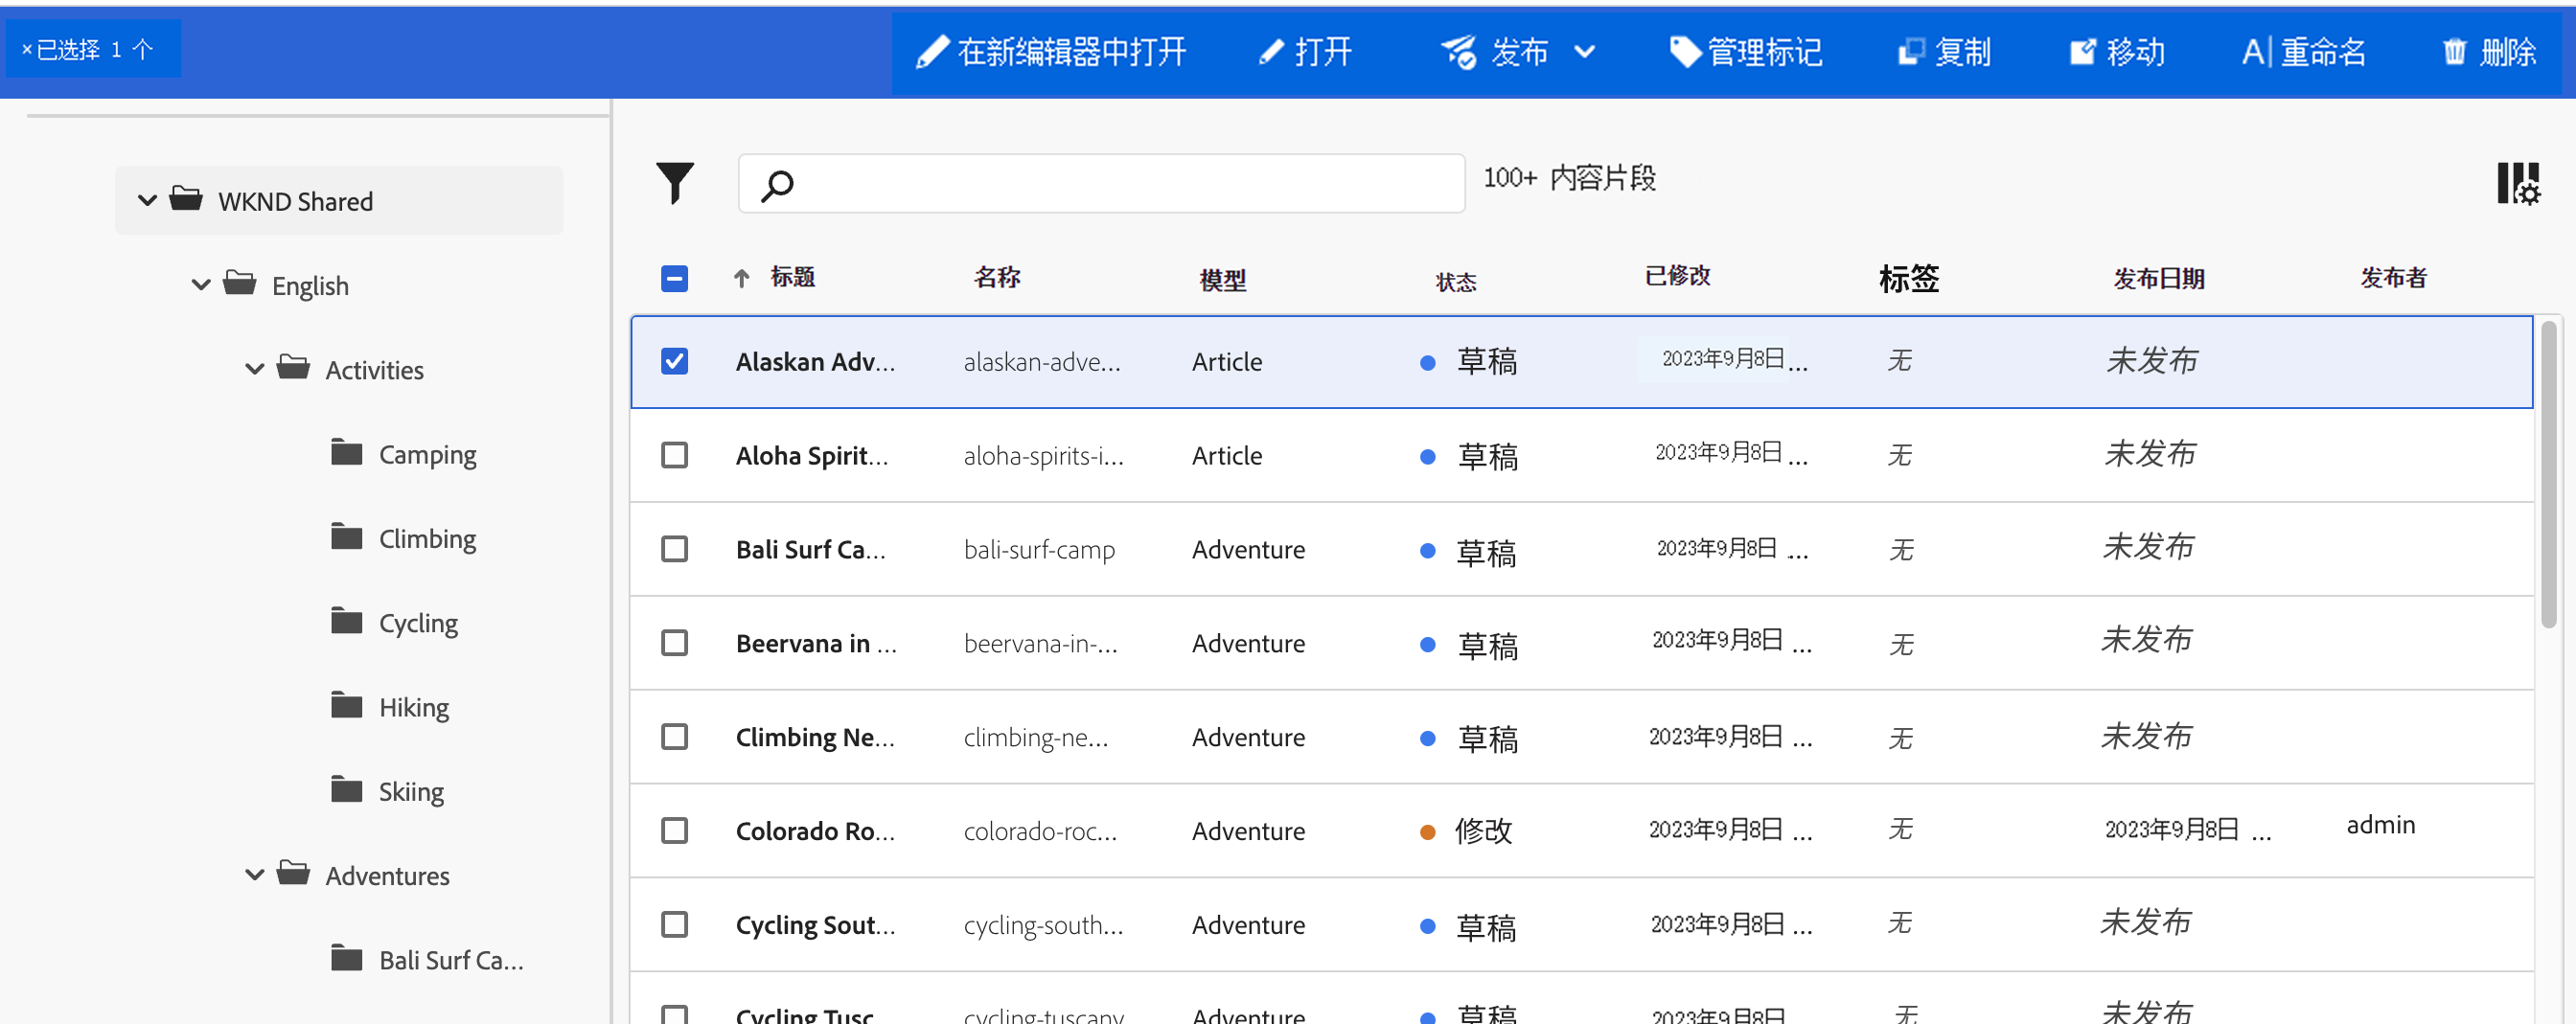 ×已选择 1 个
在新编辑器中打开 打开 发布 管理标记 复制 移动 A| 重命名 删除
WKND Shared
English
Activities
Camping
Climbing
Cycling
Hiking
Skiing
Adventures
Bali Surf Ca...
100+ 内容片段
标题 名称 模型 状态 已修改 标签 发布日期 发布者
Alaskan Adv... alaskan-adve... Article 草稿 2023年9月8日 ... 无 未发布
Aloha Spirit... aloha-spirits-i... Article 草稿 2023年9月8日 ... 无 未发布
Bali Surf Ca... bali-surf-camp Adventure 草稿 2023年9月8日 ... 无 未发布
Beervana in ... beervana-in-... Adventure 草稿 2023年9月8日 ... 无 未发布
Climbing Ne... climbing-ne... Adventure 草稿 2023年9月8日 ... 无 未发布
Colorado Ro... colorado-roc... Adventure 修改 2023年9月8日 ... 无 2023年9月8日 ... admin
Cycling Sout... cycling-south... Adventure 草稿 2023年9月8日 ... 无 未发布
Cycling Tusc cycling-tuscany Adventure 草稿 2023年9月8日 无 未发布